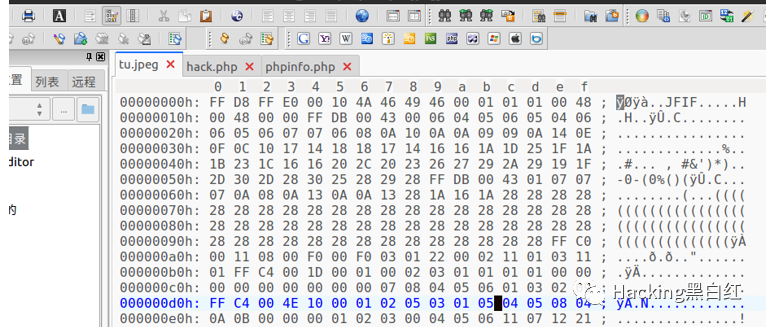 tu.jpeg hack.php phpinfo.php
列表 远程
目录
ditor
的
0 1 2 3 4 5 6 7 8 9 a b c d e f
00000000h: FF D8 FF E0 00 10 4A 46 49 46 00 01 01 01 00 48 ; ÿØÿà..JFIF.....H
00000010h: 00 48 00 00 FF DB 00 43 00 06 04 05 06 05 04 06 ; .H..ÿÛ.C........
00000020h: 06 05 06 07 07 06 08 0A 10 0A 0A 09 09 0A 14 0E ; ................
00000030h: 0F 0C 10 17 14 18 18 17 14 16 16 1A 1D 25 1F 1A ; .............%..
00000040h: 1B 23 1C 16 16 20 2C 20 23 26 27 29 2A 29 19 1F ; .#... , #&')*)..
00000050h: 2D 30 2D 28 30 25 28 29 28 FF DB 00 43 01 07 07 ; -0-(0%()(ÿÛ.C...
00000060h: 07 0A 08 0A 13 0A 0A 13 28 1A 16 1A 28 28 28 28 ; ........(...((((
00000070h: 28 28 28 28 28 28 28 28 28 28 28 28 28 28 28 28 ; ((((((((((((((((
00000080h: 28 28 28 28 28 28 28 28 28 28 28 28 28 28 28 28 ; ((((((((((((((((
00000090h: 28 28 28 28 28 28 28 28 28 28 28 28 28 28 FF C0 ; ((((((((((((((ÿÀ
000000a0h: 00 11 08 00 F0 00 F0 03 01 22 00 02 11 01 03 11 ; ....ð.ð.."......
000000b0h: 01 FF C4 00 1D 00 01 00 02 03 01 01 01 01 00 00 ; .ÿÄ.............
000000c0h: 00 00 00 00 00 00 00 07 08 04 05 06 01 03 02
000000d0h: FF C4 00 4E 10 00 01 02 05 03 01 05 04 05 08 04 ; ÿÄ.N............
000000e0h: 0A 0B 00 00 00 01 02 03 00 04 05 06 11 07 12 21 ; ...............!
Hacking黑白红